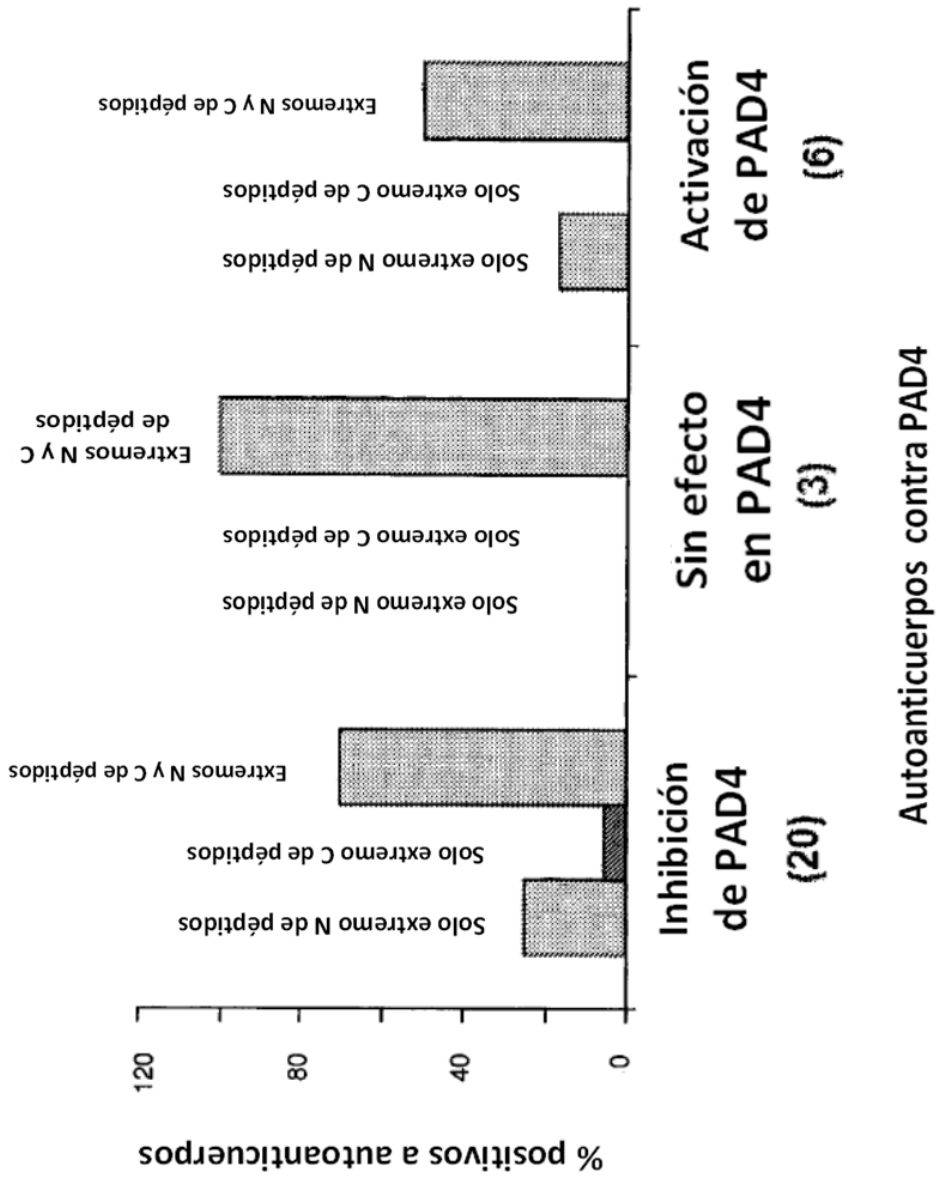 % positivos a autoanticuerpos
120
80
40
0
Solo extremo N de péptidos
Solo extremo C de péptidos
Extremos N y C de péptidos
Solo extremo N de péptidos
Solo extremo C de péptidos
Extremos N y C
de péptidos
Solo extremo N de péptidos
Solo extremo C de péptidos
Extremos N y C de péptidos
Inhibición
de PAD4
(20)
Sin efecto
en PAD4
(3)
Activación
de PAD4
(6)
Autoanticuerpos contra PAD4